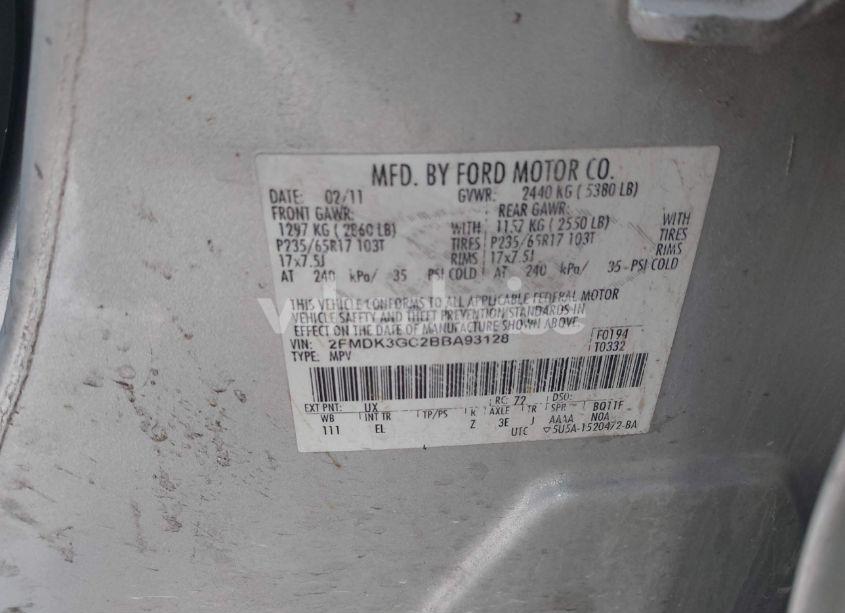 MFD. BY FORD MOTOR CO.
DATE: 02/11 GVWR: 2440 KG ( 5380 LB)
FRONT GAWR: REAR GAWR:
1297 KG ( 2860 LB) WITH 1157 KG ( 2550 LB) WITH
P235/65R17 103T TIRES P235/65R17 103T TIRES
17x7.5J RIMS 17x7.5J RIMS
AT 240 kPa/ 35 PSI COLD AT 240 kPa/ 35 PSI COLD
THIS VEHICLE CONFORMS TO ALL APPLICABLE FEDERAL MOTOR
VEHICLE SAFETY AND THEFT PREVENTION STANDARDS IN
EFFECT ON THE DATE OF MANUFACTURE SHOWN ABOVE.
VIN: 2FMDK3GC2BBA93128 F0194
TYPE: MPV T0332
EXT PNT: UX RC: 72 DSO:
WB INT TR TP/PS K AXLE TR SPR BQ11F
111 EL Z 3E J AAAA N0A
UTC ▽5U5A-1520472-BA